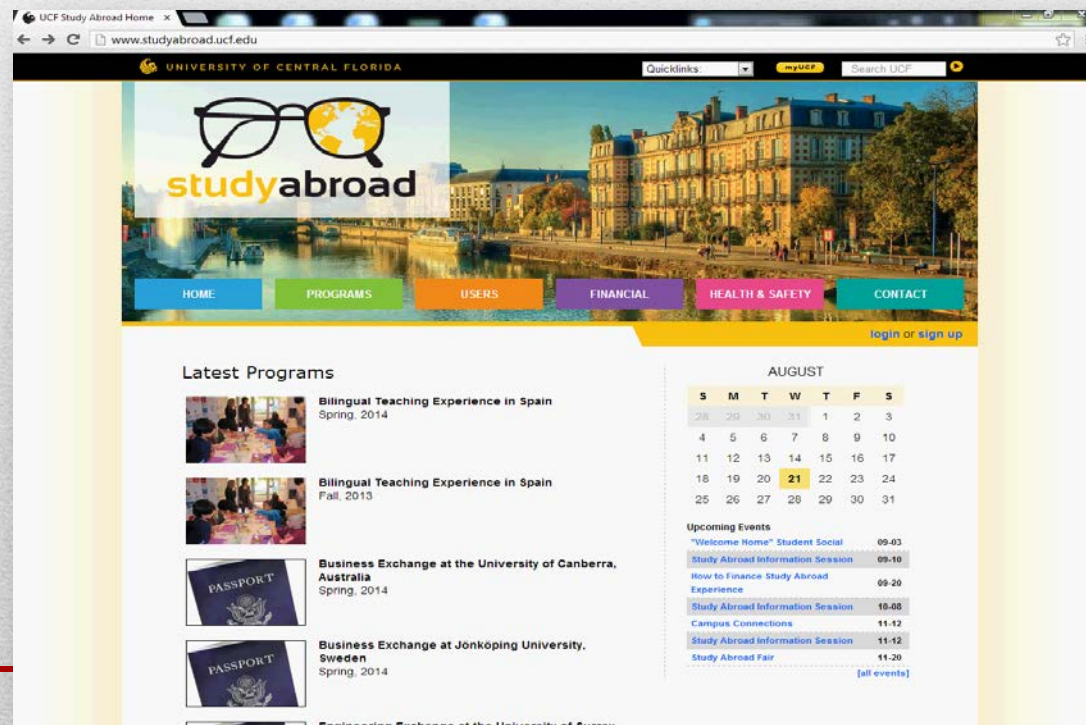 UCF Study Abroad Home
www.studyabroad.ucf.edu
UNIVERSITY OF CENTRAL FLORIDA
Quicklinks:
myUCF
Search UCF
studyabroad
HOME PROGRAMS USERS FINANCIAL HEALTH & SAFETY CONTACT
login or sign up
Latest Programs
Bilingual Teaching Experience in Spain
Spring, 2014
Bilingual Teaching Experience in Spain
Fall, 2013
PASSPORT
Business Exchange at the University of Canberra,
Australia
Spring, 2014
PASSPORT
Business Exchange at Jönköping University,
Sweden
Spring, 2014
Engineering Exchange at the University of Surrey,
AUGUST
S M T W T F S
28 29 30 31 1 2 3
4 5 6 7 8 9 10
11 12 13 14 15 16 17
18 19 20 21 22 23 24
25 26 27 28 29 30 31
Upcoming Events
"Welcome Home" Student Social 09-03
Study Abroad Information Session 09-10
How to Finance Study Abroad
Experience 09-20
Study Abroad Information Session 10-08
Campus Connections 11-12
Study Abroad Information Session 11-12
Study Abroad Fair 11-20
[all events]